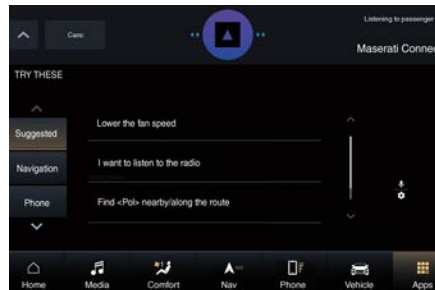 Listening to passenger
Canc
Maserati Connec
TRY THESE
Suggested
Lower the fan speed
Navigation
I want to listen to the radio
Phone
Find <PoI> nearby/along the route
Home
Media
Comfort
Nav
Phone
Vehicle
Apps